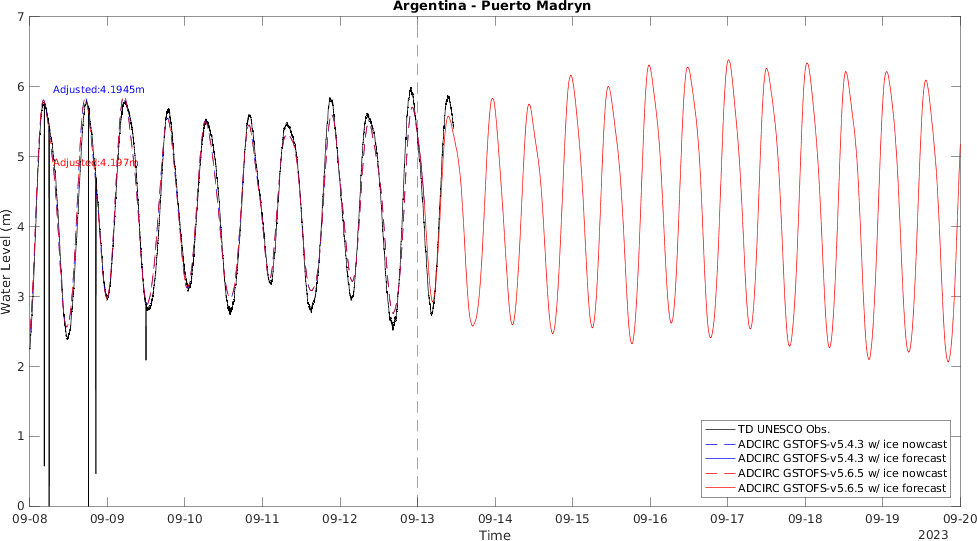 Argentina - Puerto Madryn
7
6
5
4
3
2
1
0
Water Level (m)
Adjusted:4.1945m
Adjusted:4.197m
TD UNESCO Obs.
ADCIRC GSTOFS-v5.4.3 w/ ice nowcast
ADCIRC GSTOFS-v5.4.3 w/ ice forecast
ADCIRC GSTOFS-v5.6.5 w/ ice nowcast
ADCIRC GSTOFS-v5.6.5 w/ ice forecast
09-08 09-09 09-10 09-11 09-12 09-13 09-14 09-15 09-16 09-17 09-18 09-19 09-20
Time
2023